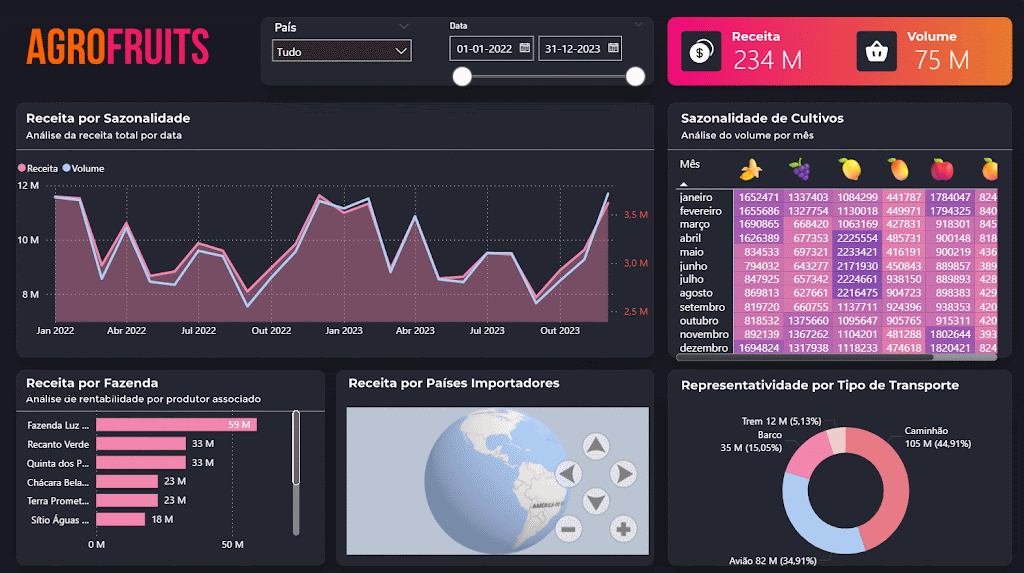 AGROFRUITS
País
Tudo
Data
01-01-2022
31-12-2023
Receita
234 M
Volume
75 M
Receita por Sazonalidade
Análise da receita total por data
Receita Volume
12 M
10 M
8 M
3.5 M
3.0 M
2.5 M
Jan 2022 Apr 2022 Jul 2022 Oct 2022 Jan 2023 Apr 2023 Jul 2023 Oct 2023
Sazonalidade de Cultivos
Análise do volume por mês
Mês
janeiro 1652471 1337403 1084299 441787 1784047 824
fevereiro 1655686 1327754 1130018 449971 1794325 840
março 1690865 668420 1063169 427831 918301 845
abril 1626389 677353 2225554 485731 900148 818
maio 834533 697321 2233421 416191 900219 436
junho 794032 643277 2171930 450843 889857 389
julho 847925 657342 2224661 938150 889893 428
agosto 869813 627661 2216475 904723 898383 429
setembro 819720 660755 1137711 924396 938353 420
outubro 818532 1375660 1095647 905765 915311 420
novembro 892139 1367262 1104201 481288 1802644 393
dezembro 1694824 1317938 1118233 474618 1820421 824
Receita por Fazenda
Análise de rentabilidade por produtor associado
Fazenda Luz ... 59 M
Recanto Verde 33 M
Quinta dos P... 33 M
Chácara Bela... 23 M
Terra Promet... 23 M
Sítio Águas ... 18 M
0 M 50 M
Receita por Países Importadores
AMÉRICA DE
Representatividade por Tipo de Transporte
Trem 12 M (5,13%)
Barco
35 M (15,05%)
Caminhão
105 M (44,91%)
Avião 82 M (34,91%)